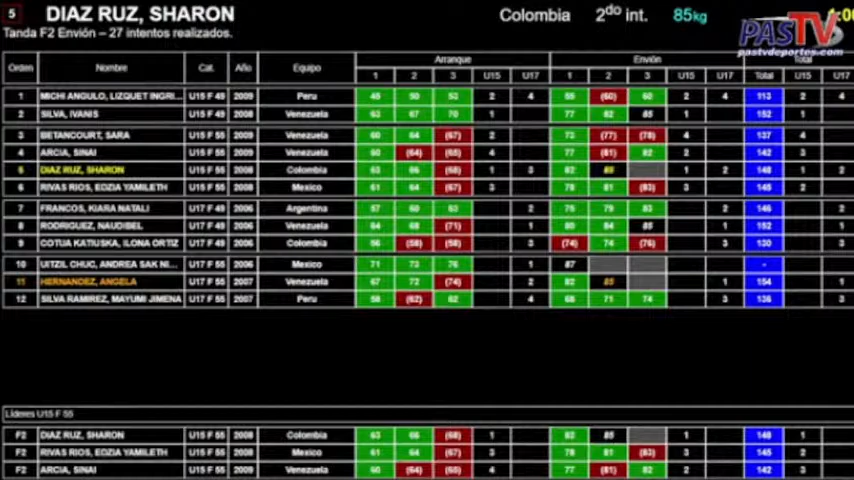 5 DIAZ RUZ, SHARON Colombia 2do int. 85kg
Tanda F2 Envión – 27 intentos realizados.
PASTV
pastvdeportes.com
Arranque Envión Total
Orden Nombre Cat. Año Equipo 1 2 3 U15 U17 1 2 3 U15 U17 Total U15 U
1 MICHI ANGULO, LIZQUET INGRI... U15 F 49 2009 Peru 48 50 53 2 4 55 (60) 60 2 4 113 2 4
2 SILVA, IVANIS U15 F 49 2008 Venezuela 63 67 70 1 77 82 85 1 152 1
3 BETANCOURT, SARA U15 F 55 2009 Venezuela 60 64 (67) 2 73 (77) (78) 4 137 4
4 ARCIA, SINAI U15 F 55 2009 Venezuela 60 (64) (65) 4 77 (81) 82 2 142 3
5 DIAZ RUZ, SHARON U15 F 55 2008 Colombia 63 66 (68) 1 3 82 85 1 2 148 1 2
6 RIVAS RIOS, EDZIA YAMILETH U15 F 55 2008 Mexico 61 64 (67) 3 78 81 (83) 3 145 2
7 FRANCOS, KIARA NATALI U17 F 49 2006 Argentina 57 60 63 2 75 79 83 2 146 2
8 RODRIGUEZ, NAUDIBEL U17 F 49 2006 Venezuela 64 68 (71) 1 80 84 85 1 152 1
9 COTUA KATIUSKA, ILONA ORTIZ U17 F 49 2006 Colombia 56 (58) (58) 3 (74) 74 (76) 3 130 3
10 UITZIL CHUC, ANDREA SAK NI... U17 F 55 2006 Mexico 71 73 76 1 87 -
11 HERNANDEZ, ANGELA U17 F 55 2007 Venezuela 67 72 (74) 2 82 85 1 154 1
12 SILVA RAMIREZ, MAYUMI JIMENA U17 F 55 2007 Peru 58 (62) 62 4 68 71 74 3 136 3
Líderes U15 F 55
F2 DIAZ RUZ, SHARON U15 F 55 2008 Colombia 63 66 (68) 1 82 85 1 148 1
F2 RIVAS RIOS, EDZIA YAMILETH U15 F 55 2008 Mexico 61 64 (67) 3 78 81 (83) 3 145 2
F2 ARCIA, SINAI U15 F 55 2009 Venezuela 60 (64) (65) 4 77 (81) 82 2 142 3